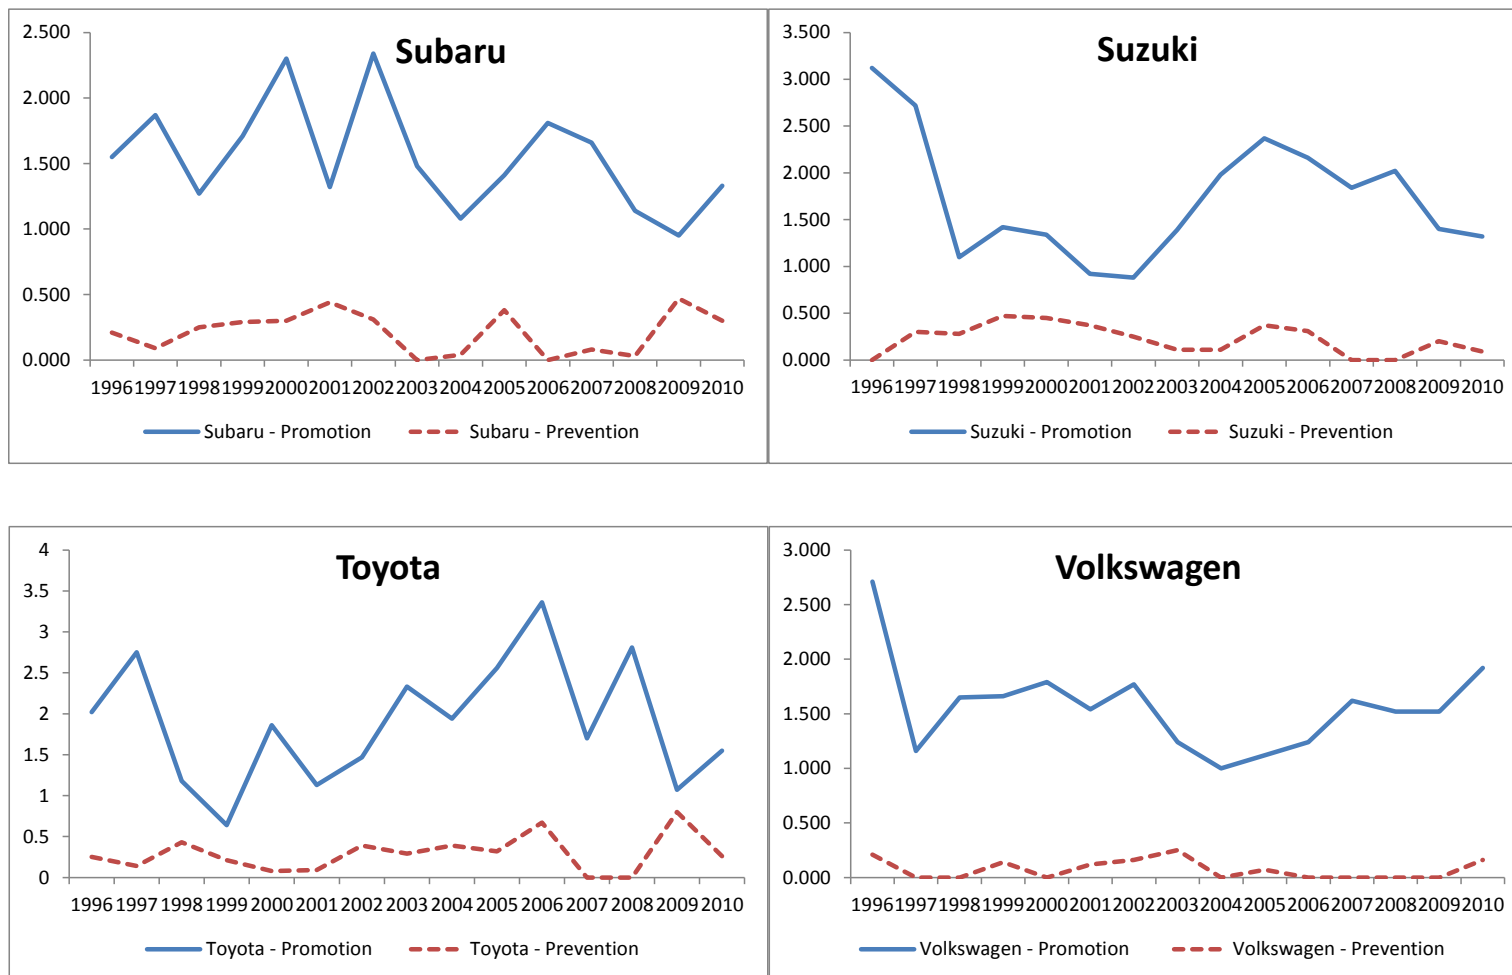 Subaru
2.500
2.000
1.500
1.000
0.500
0.000
1996 1997 1998 1999 2000 2001 2002 2003 2004 2005 2006 2007 2008 2009 2010
Subaru - Promotion Subaru - Prevention
Suzuki
3.500
3.000
2.500
2.000
1.500
1.000
0.500
0.000
1996 1997 1998 1999 2000 2001 2002 2003 2004 2005 2006 2007 2008 2009 2010
Suzuki - Promotion Suzuki - Prevention
Toyota
4
3.5
3
2.5
2
1.5
1
0.5
0
1996 1997 1998 1999 2000 2001 2002 2003 2004 2005 2006 2007 2008 2009 2010
Toyota - Promotion Toyota - Prevention
Volkswagen
3.000
2.500
2.000
1.500
1.000
0.500
0.000
1996 1997 1998 1999 2000 2001 2002 2003 2004 2005 2006 2007 2008 2009 2010
Volkswagen - Promotion Volkswagen - Prevention